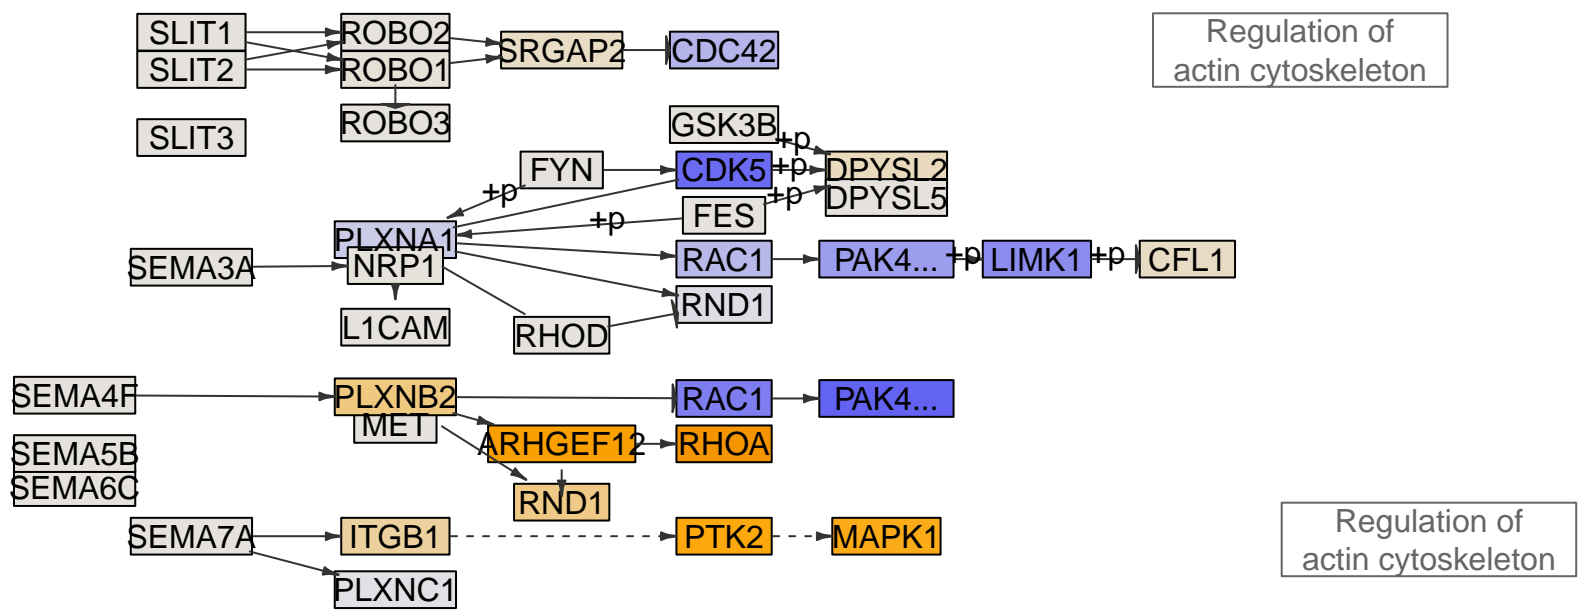 SLIT1
ROBO2
SRGAP2
CDC42
Regulation of
actin cytoskeleton
SLIT2
ROBO1
SLIT3
ROBO3
GSK3B
+p
FYN
CDK5
+p
DPYSL2
+p
FES
+p
DPYSL5
+p
PLXNA1
SEMA3A
NRP1
RAC1
PAK4...
+p
LIMK1
+p
CFL1
RND1
L1CAM
RHOD
SEMA4F
PLXNB2
RAC1
PAK4...
MET
ARHGEF12
RHOA
SEMA5B
SEMA6C
RND1
SEMA7A
ITGB1
PTK2
MAPK1
Regulation of
actin cytoskeleton
PLXNC1